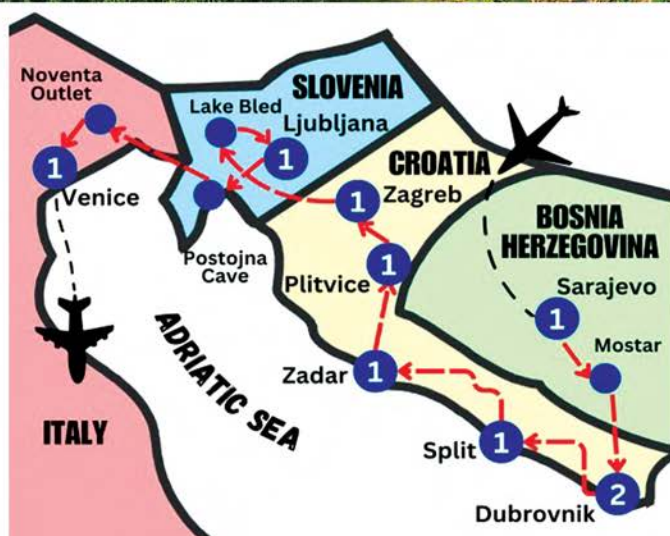 Noventa
Outlet
SLOVENIA
Lake Bled
Ljubljana
1
1
Venice
CROATIA
1
Zagreb
BOSNIA
HERZEGOVINA
Postojna
Cave
Plitvice
1
Sarajevo
1
Mostar
ADRIATIC SEA
Zadar
1
ITALY
Split
1
Dubrovnik
2